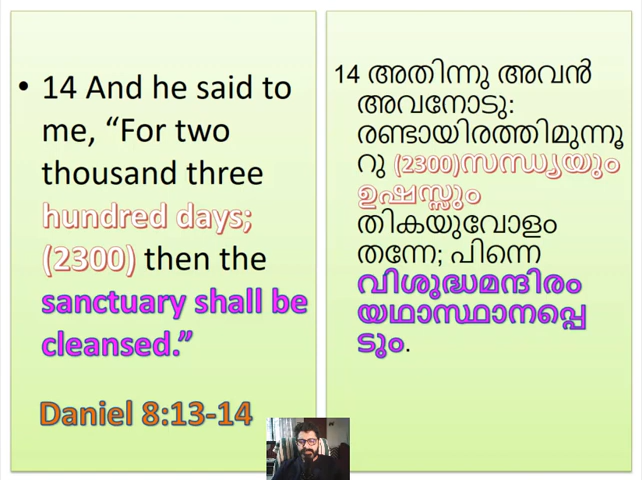 • 14 And he said to
me, “For two
thousand three
hundred days;
(2300) then the
sanctuary shall be
cleansed.”
Daniel 8:13-14
14 അതിന്നു അവൻ
അവനോടു:
രണ്ടായിരത്തിമുന്നൂ
റു (2300)സന്ധ്യയും
ഉഷസ്സും
തികയുവോളം
തന്നേ; പിന്നെ
വിശുദ്ധമന്ദിരം
യഥാസ്ഥാനപ്പെ
ടും.